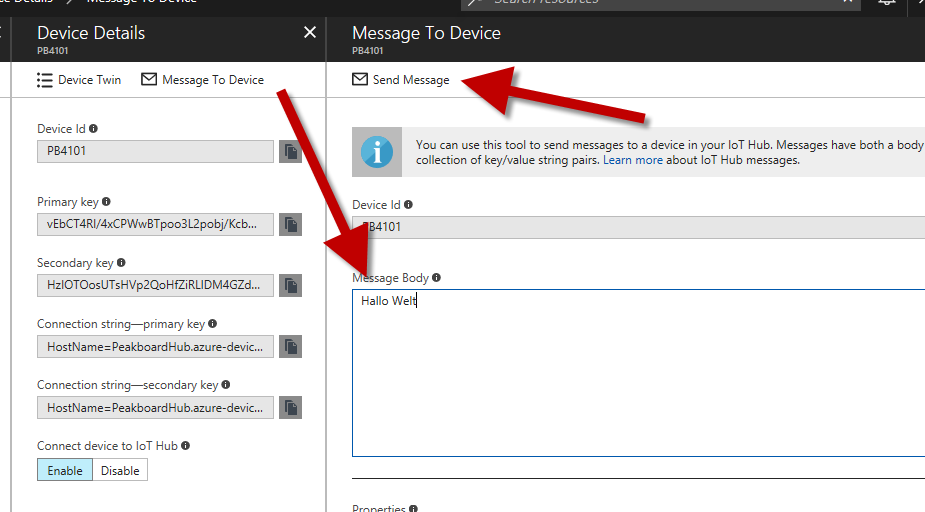 Message To Device
Search resources
Device Details
PB4101
Device Twin
Message To Device
Device Id
PB4101
Primary key
vEbCT4RI/4xCPWwBTpoo3L2pobj/Kcb...
Secondary key
HzIOTOosUTsHVp2QoHfZiRLIDM4GZd...
Connection string—primary key
HostName=PeakboardHub.azure-devic...
Connection string—secondary key
HostName=PeakboardHub.azure-devic...
Connect device to IoT Hub
Enable Disable
Message To Device
PB4101
Send Message
You can use this tool to send messages to a device in your IoT Hub. Messages have both a body
collection of key/value string pairs. Learn more about IoT Hub messages.
Device Id
PB4101
Message Body
Hallo Welt
Properties